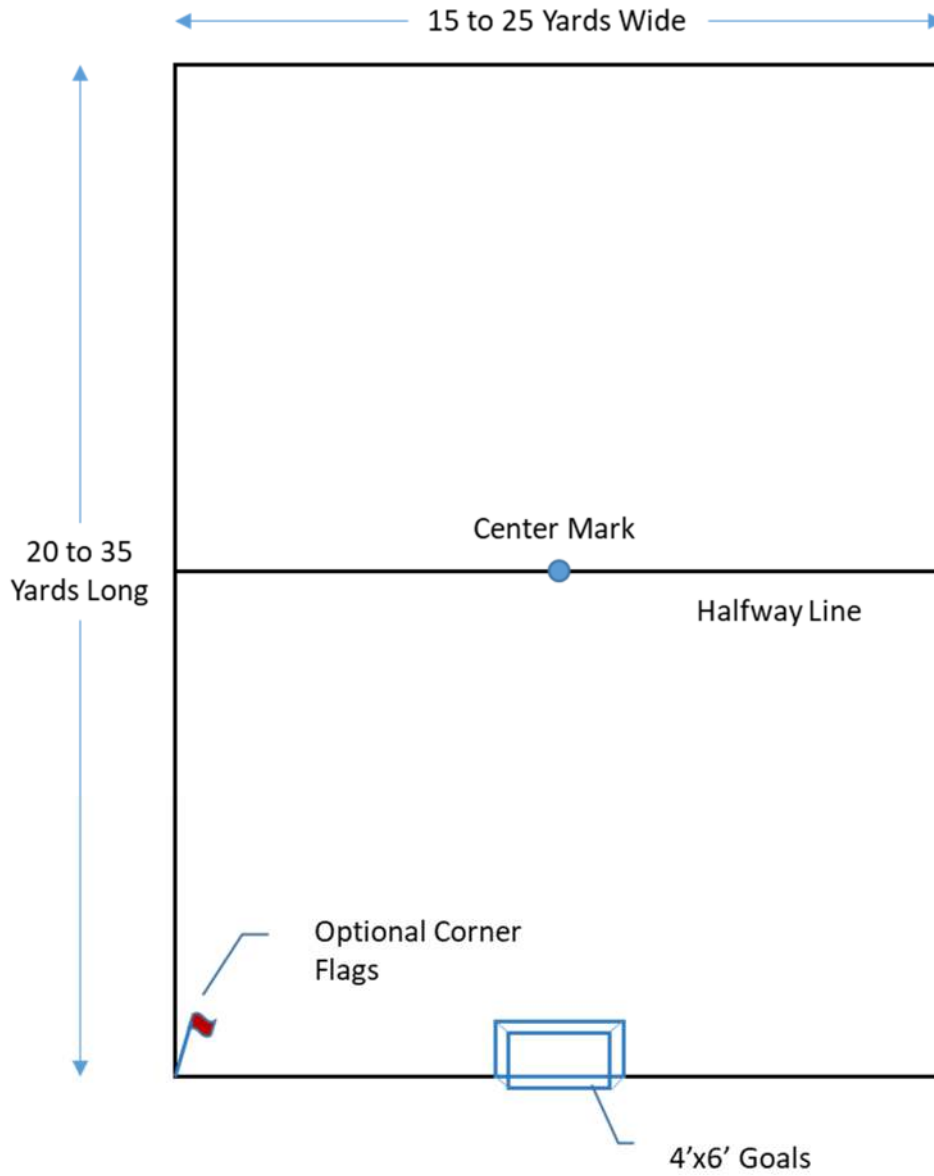 15 to 25 Yards Wide
20 to 35
Yards Long
Center Mark
Halfway Line
Optional Corner
Flags
4’x6’ Goals